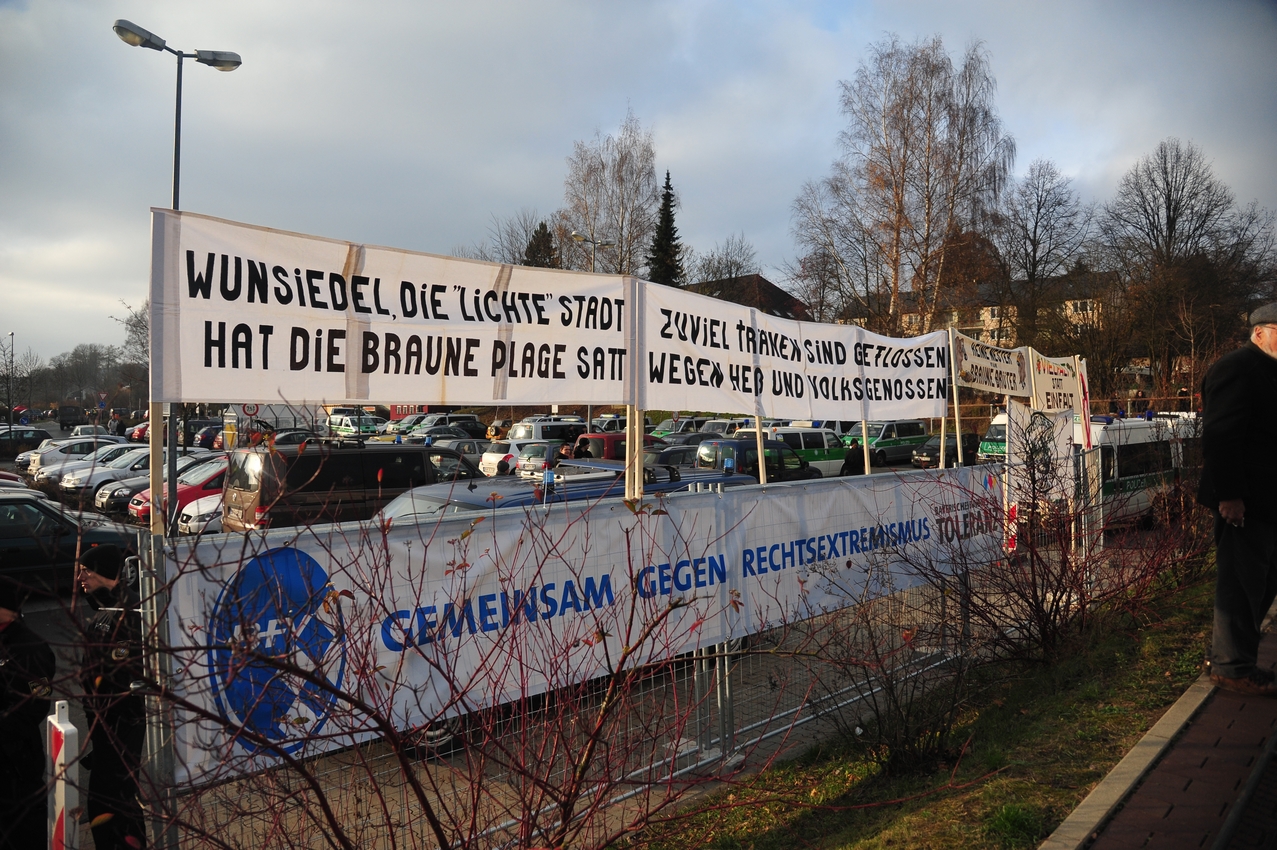 WUNSiEDEL, DiE "LiCHTE" STADT
HAT DiE BRAUNE PLAGE SATT
ZUViEL TRÄNEN SiND GEFLOSSEN
WEGEN HEß UND VOLKSGENOSSEN
BRAUNE
STATT
EINFALT
GEMEINSAM GEGEN RECHTSEXTREMISMUS
TOLERANZ